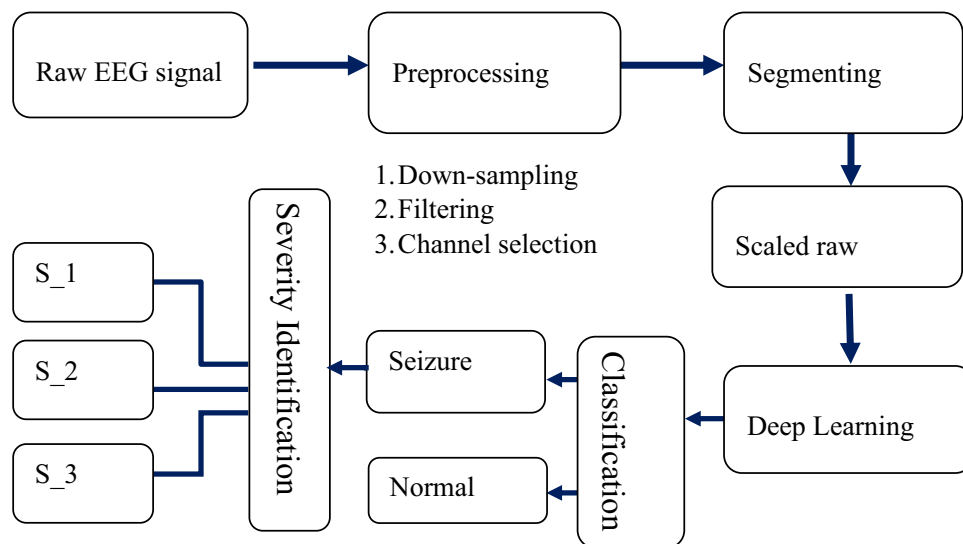 Raw EEG signal
Preprocessing
Segmenting
1. Down-sampling
2. Filtering
3. Channel selection
Scaled raw
Deep Learning
Classification
Seizure
Normal
Severity Identification
S_1
S_2
S_3